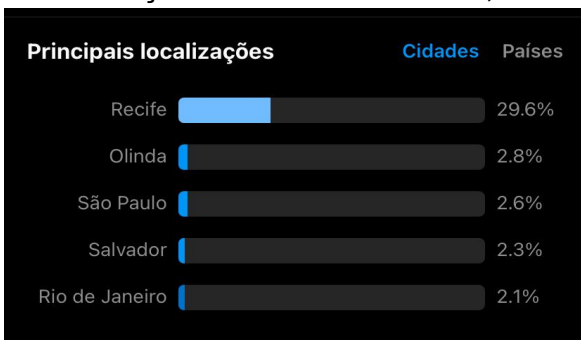 Principais localizações Cidades Países
Recife 29.6%
Olinda 2.8%
São Paulo 2.6%
Salvador 2.3%
Rio de Janeiro 2.1%